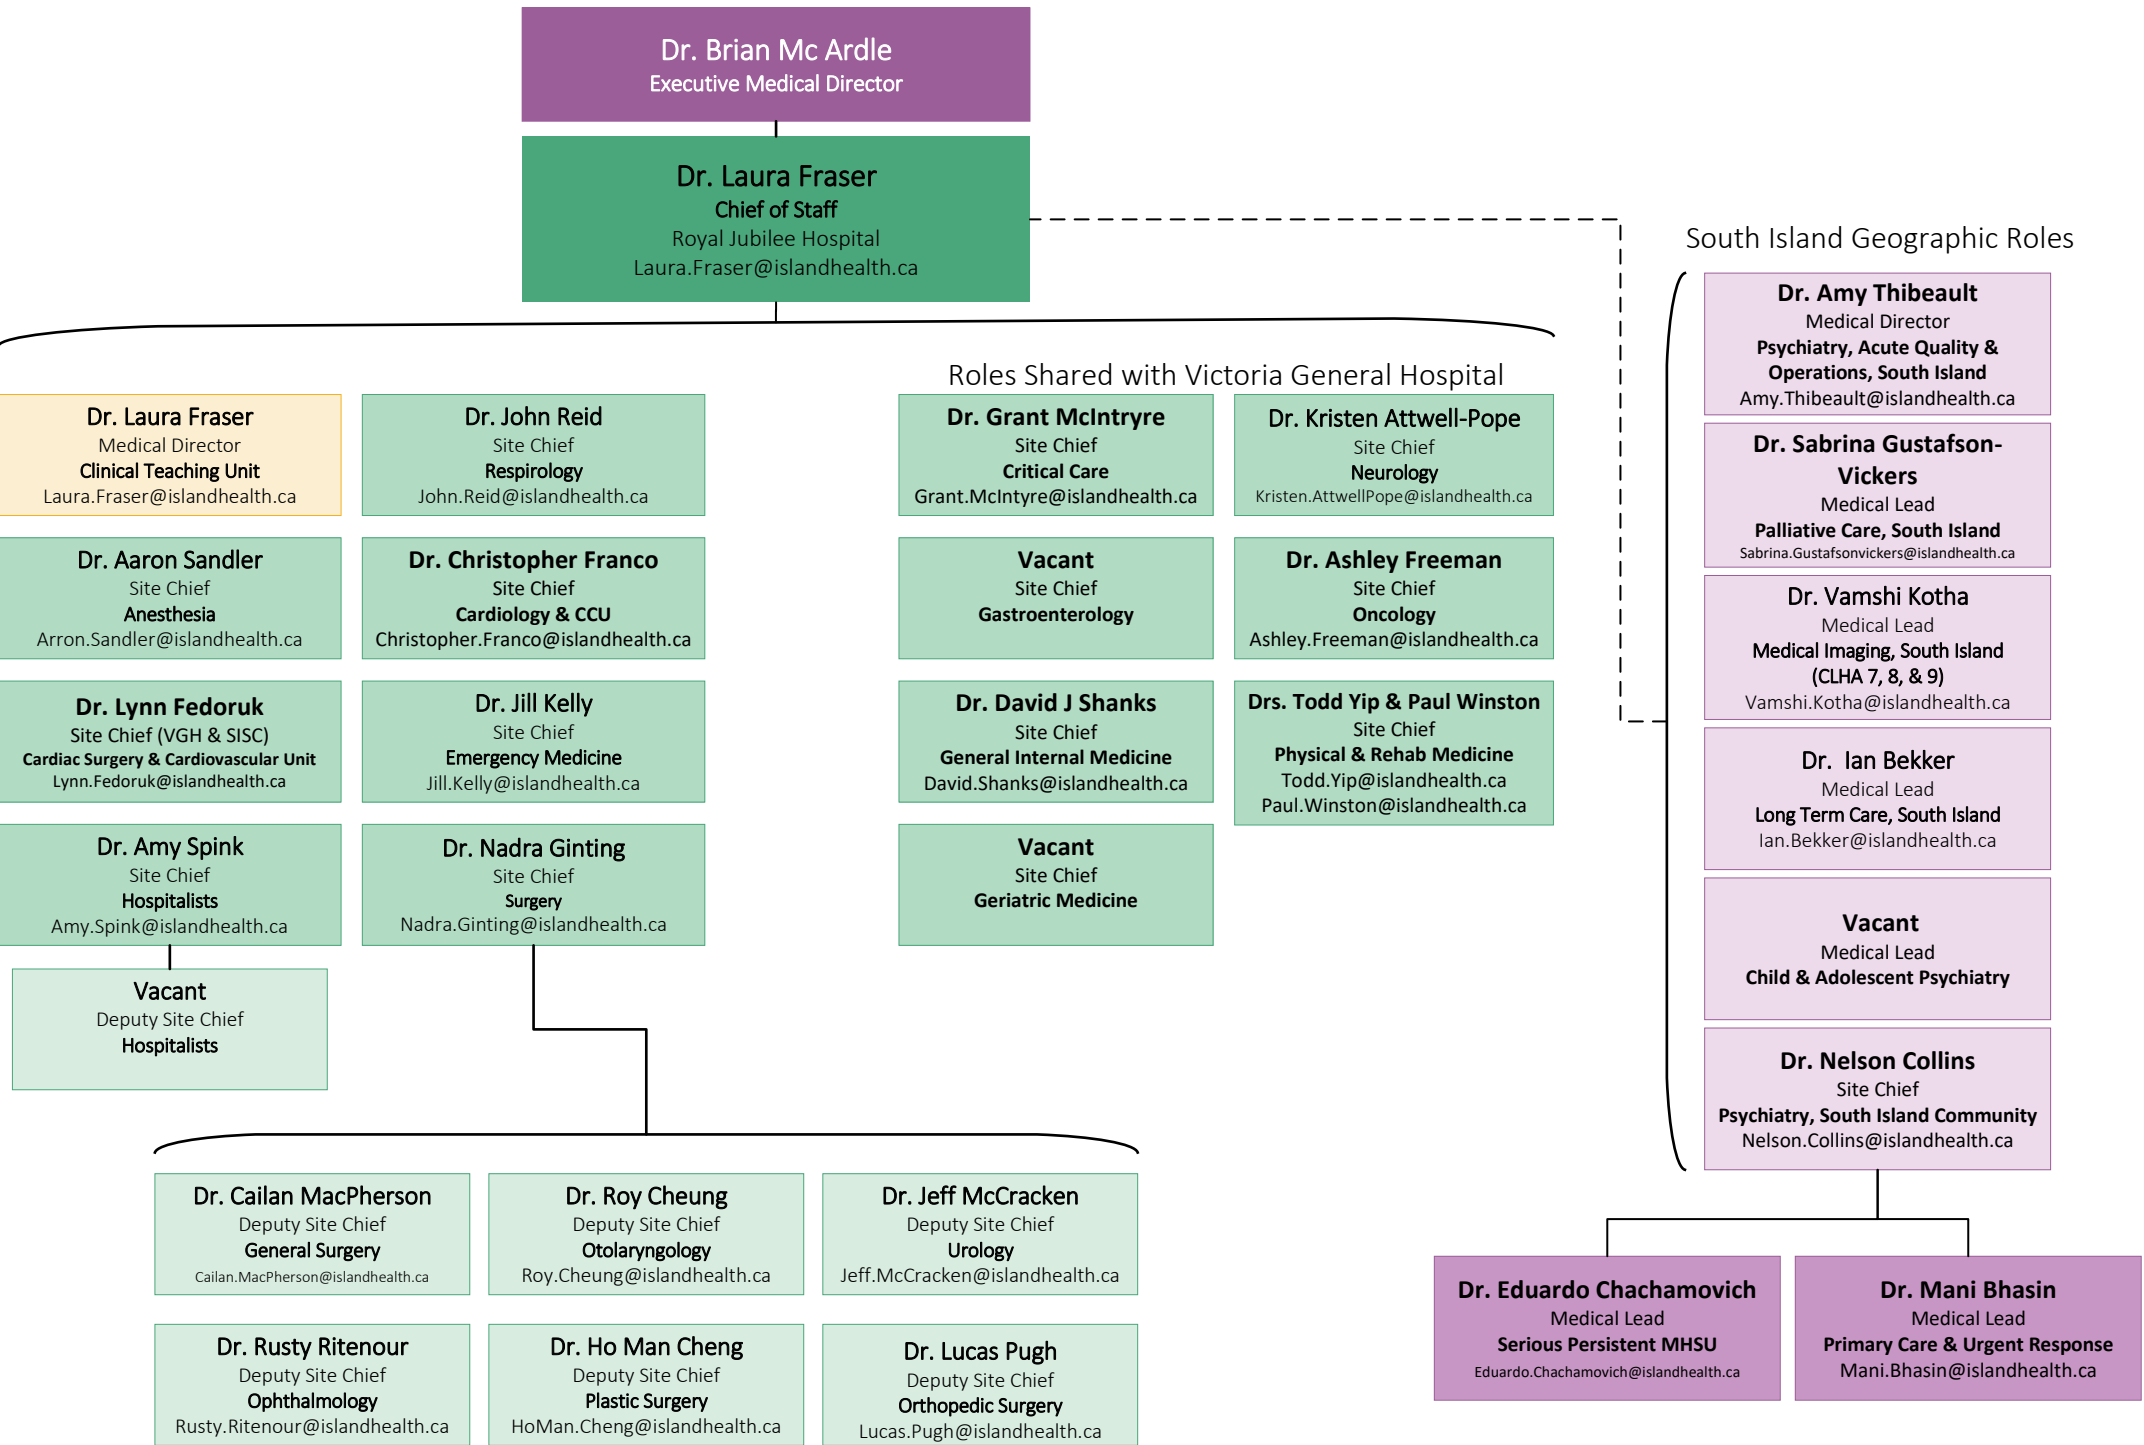 Dr. Brian Mc Ardle
Executive Medical Director
Dr. Laura Fraser
Chief of Staff
Royal Jubilee Hospital
Laura.Fraser@islandhealth.ca
Roles Shared with Victoria General Hospital
South Island Geographic Roles
Dr. Laura Fraser
Medical Director
Clinical Teaching Unit
Laura.Fraser@islandhealth.ca
Dr. John Reid
Site Chief
Respirology
John.Reid@islandhealth.ca
Dr. Grant McIntryre
Site Chief
Critical Care
Grant.McIntyre@islandhealth.ca
Dr. Kristen Attwell-Pope
Site Chief
Neurology
Kristen.AttwellPope@islandhealth.ca
Dr. Aaron Sandler
Site Chief
Anesthesia
Arron.Sandler@islandhealth.ca
Dr. Christopher Franco
Site Chief
Cardiology & CCU
Christopher.Franco@islandhealth.ca
Vacant
Site Chief
Gastroenterology
Dr. Ashley Freeman
Site Chief
Oncology
Ashley.Freeman@islandhealth.ca
Dr. Lynn Fedoruk
Site Chief (VGH & SISC)
Cardiac Surgery & Cardiovascular Unit
Lynn.Fedoruk@islandhealth.ca
Dr. Jill Kelly
Site Chief
Emergency Medicine
Jill.Kelly@islandhealth.ca
Dr. David J Shanks
Site Chief
General Internal Medicine
David.Shanks@islandhealth.ca
Drs. Todd Yip & Paul Winston
Site Chief
Physical & Rehab Medicine
Todd.Yip@islandhealth.ca
Paul.Winston@islandhealth.ca
Dr. Amy Spink
Site Chief
Hospitalists
Amy.Spink@islandhealth.ca
Dr. Nadra Ginting
Site Chief
Surgery
Nadra.Ginting@islandhealth.ca
Vacant
Site Chief
Geriatric Medicine
Vacant
Deputy Site Chief
Hospitalists
Dr. Cailan MacPherson
Deputy Site Chief
General Surgery
Cailan.MacPherson@islandhealth.ca
Dr. Roy Cheung
Deputy Site Chief
Otolaryngology
Roy.Cheung@islandhealth.ca
Dr. Jeff McCracken
Deputy Site Chief
Urology
Jeff.McCracken@islandhealth.ca
Dr. Rusty Ritenour
Deputy Site Chief
Ophthalmology
Rusty.Ritenour@islandhealth.ca
Dr. Ho Man Cheng
Deputy Site Chief
Plastic Surgery
HoMan.Cheng@islandhealth.ca
Dr. Lucas Pugh
Deputy Site Chief
Orthopedic Surgery
Lucas.Pugh@islandhealth.ca
Dr. Amy Thibeault
Medical Director
Psychiatry, Acute Quality &
Operations, South Island
Amy.Thibeault@islandhealth.ca
Dr. Sabrina Gustafson-
Vickers
Medical Lead
Palliative Care, South Island
Sabrina.Gustafsonvickers@islandhealth.ca
Dr. Vamshi Kotha
Medical Lead
Medical Imaging, South Island
(CLHA 7, 8, & 9)
Vamshi.Kotha@islandhealth.ca
Dr. Ian Bekker
Medical Lead
Long Term Care, South Island
Ian.Bekker@islandhealth.ca
Vacant
Medical Lead
Child & Adolescent Psychiatry
Dr. Nelson Collins
Site Chief
Psychiatry, South Island Community
Nelson.Collins@islandhealth.ca
Dr. Eduardo Chachamovich
Medical Lead
Serious Persistent MHSU
Eduardo.Chachamovich@islandhealth.ca
Dr. Mani Bhasin
Medical Lead
Primary Care & Urgent Response
Mani.Bhasin@islandhealth.ca